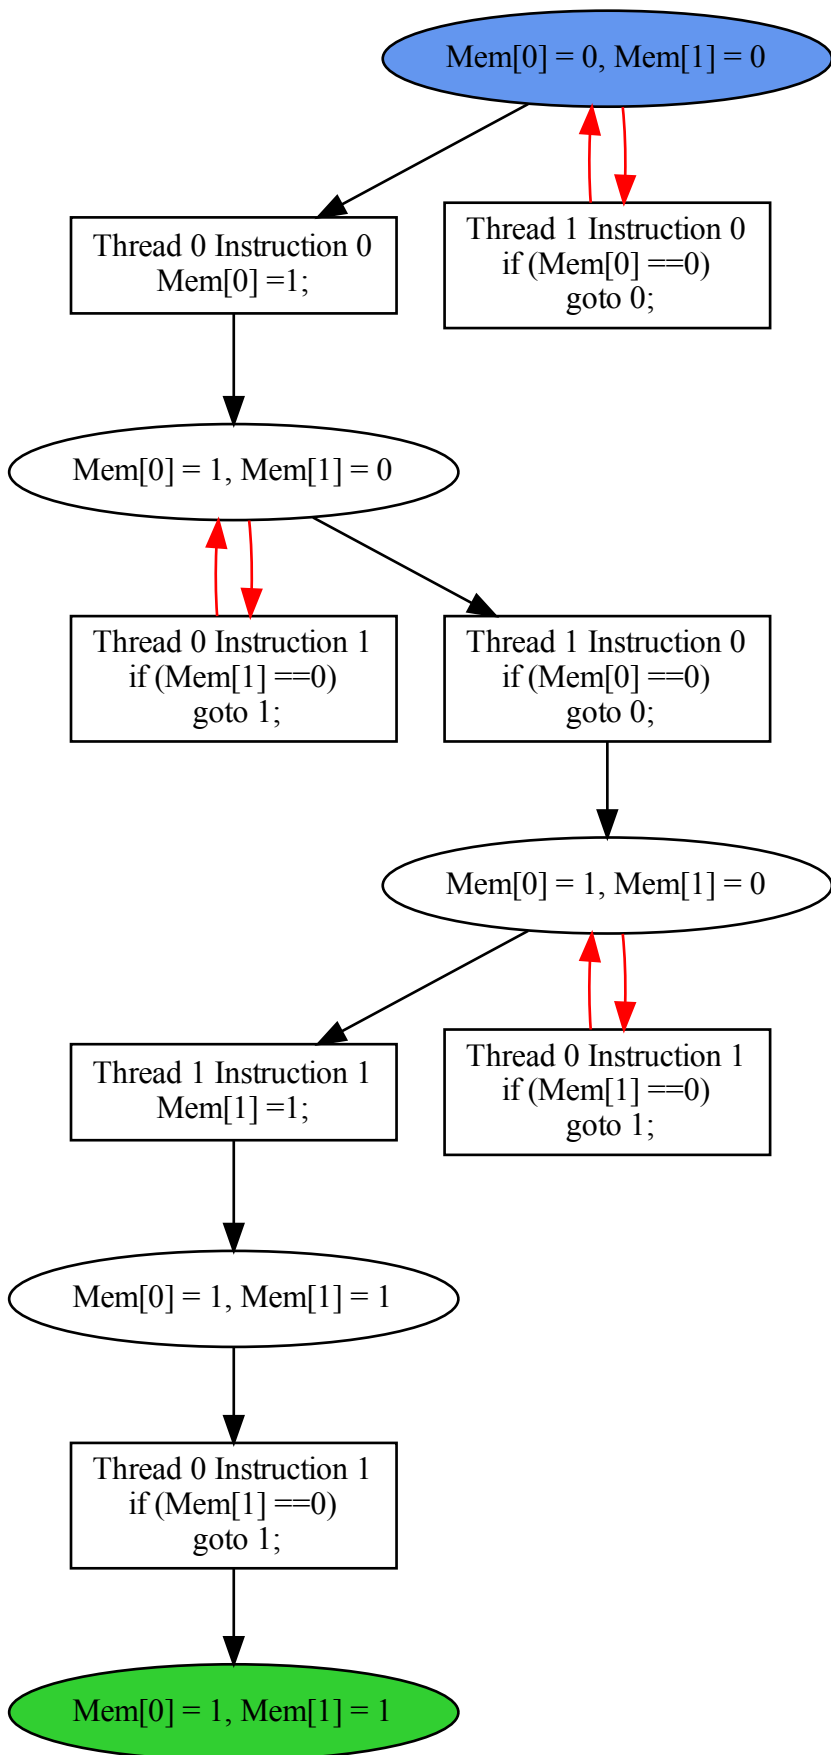 Mem[0] = 0, Mem[1] = 0
Thread 0 Instruction 0
Mem[0] =1;
Thread 1 Instruction 0
if (Mem[0] ==0)
goto 0;
Mem[0] = 1, Mem[1] = 0
Thread 0 Instruction 1
if (Mem[1] ==0)
goto 1;
Thread 1 Instruction 0
if (Mem[0] ==0)
goto 0;
Mem[0] = 1, Mem[1] = 0
Thread 1 Instruction 1
Mem[1] =1;
Thread 0 Instruction 1
if (Mem[1] ==0)
goto 1;
Mem[0] = 1, Mem[1] = 1
Thread 0 Instruction 1
if (Mem[1] ==0)
goto 1;
Mem[0] = 1, Mem[1] = 1